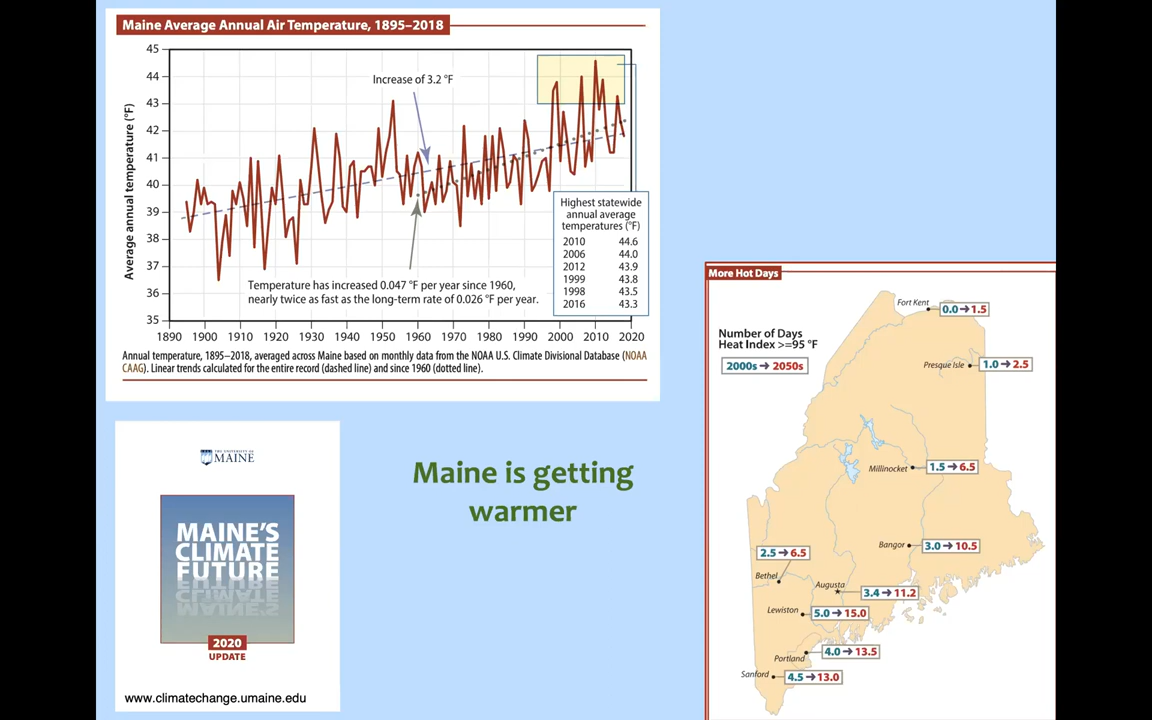 Maine Average Annual Air Temperature, 1895–2018
45
44
43
42
41
40
39
38
37
36
35
Average annual temperature (°F)
Increase of 3.2 °F
Highest statewide
annual average
temperatures (°F)
2010 44.6
2006 44.0
2012 43.9
1999 43.8
1998 43.5
2016 43.3
Temperature has increased 0.047 °F per year since 1960,
nearly twice as fast as the long-term rate of 0.026 °F per year.
1890 1900 1910 1920 1930 1940 1950 1960 1970 1980 1990 2000 2010 2020
Annual temperature, 1895–2018, averaged across Maine based on monthly data from the NOAA U.S. Climate Divisional Database (NOAA
CAAG). Linear trends calculated for the entire record (dashed line) and since 1960 (dotted line).
THE UNIVERSITY OF
MAINE
MAINE'S
CLIMATE
FUTURE
2020
UPDATE
www.climatechange.umaine.edu
Maine is getting
warmer
More Hot Days
Number of Days
Heat Index >=95 °F
2000s → 2050s
Fort Kent 0.0 → 1.5
Presque Isle 1.0 → 2.5
Millinocket 1.5 → 6.5
Bangor 3.0 → 10.5
2.5 → 6.5
Bethel
Augusta 3.4 → 11.2
Lewiston 5.0 → 15.0
Portland 4.0 → 13.5
Sanford 4.5 → 13.0